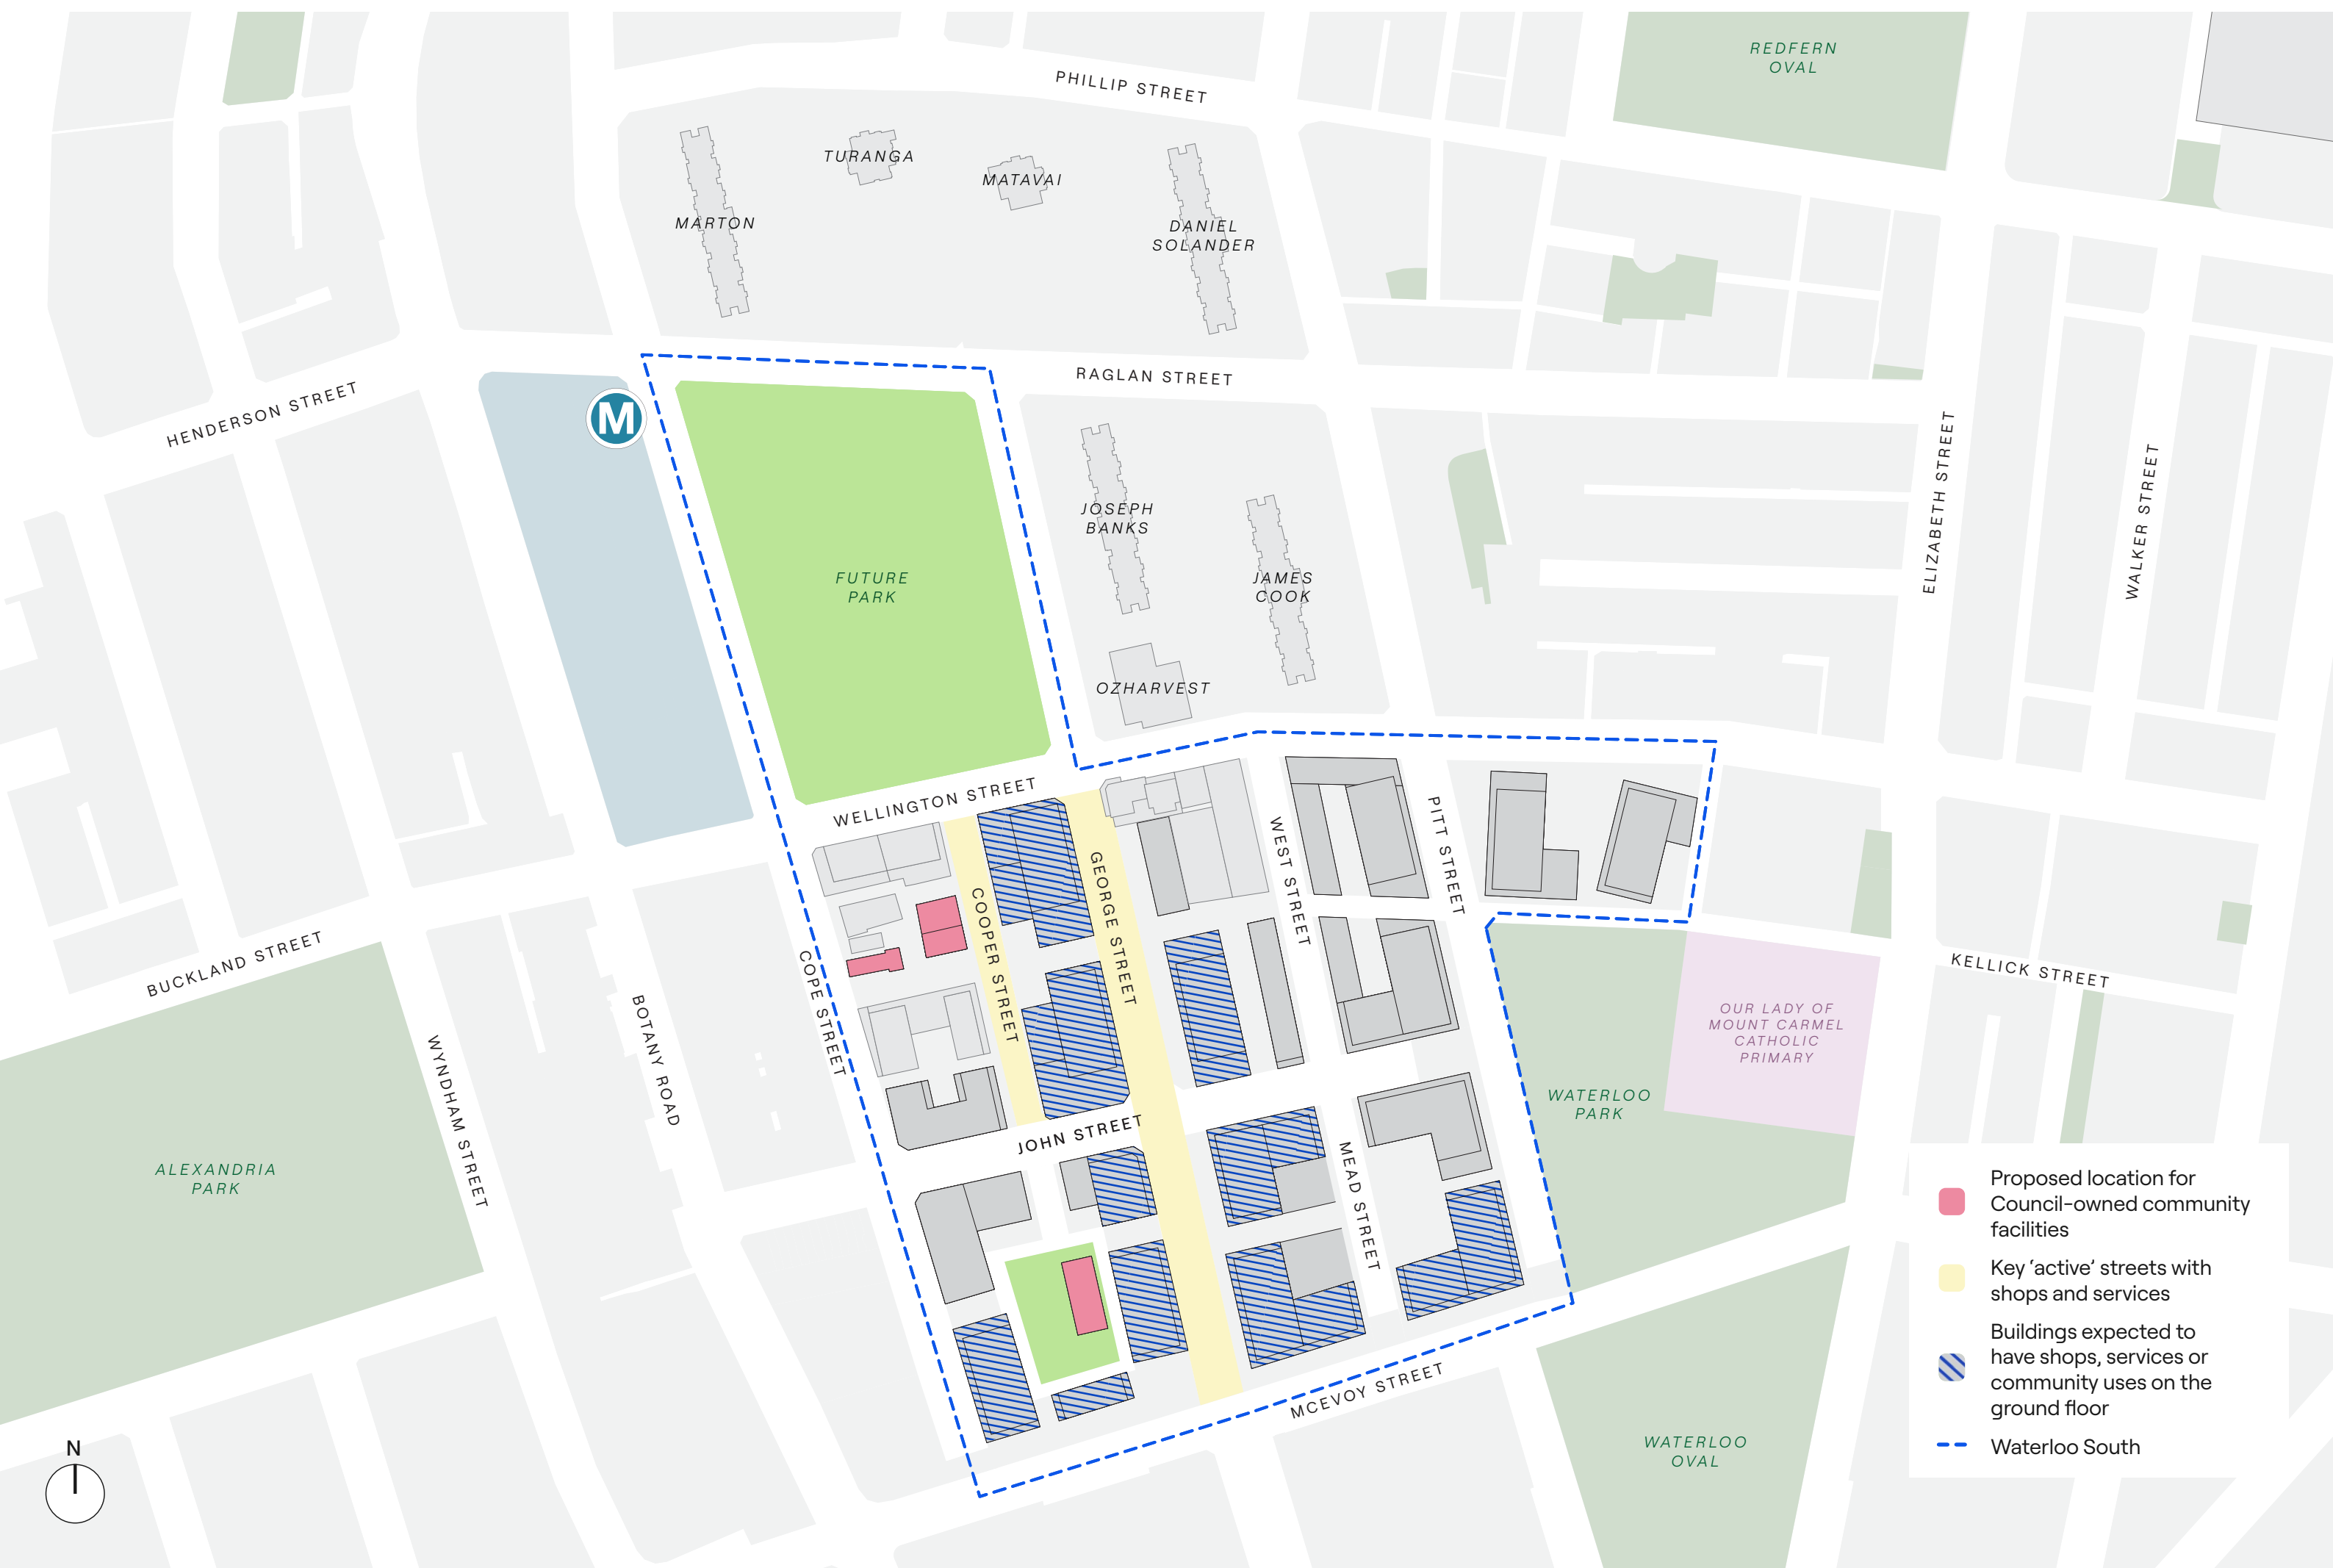 REDFERN
OVAL
PHILLIP STREET
TURANGA
MATAVAI
MARTON
DANIEL
SOLANDER
RAGLAN STREET
HENDERSON STREET
M
ELIZABETH STREET
WALKER STREET
JOSEPH
BANKS
FUTURE
PARK
JAMES
COOK
OZHARVEST
WELLINGTON STREET
PITT STREET
WEST STREET
GEORGE STREET
COOPER STREET
COPE STREET
BUCKLAND STREET
BOTANY ROAD
WYNDHAM STREET
KELLICK STREET
OUR LADY OF
MOUNT CARMEL
CATHOLIC
PRIMARY
WATERLOO
PARK
JOHN STREET
MEAD STREET
ALEXANDRIA
PARK
MCEVOY STREET
WATERLOO
OVAL
N
Proposed location for
Council-owned community
facilities
Key ‘active’ streets with
shops and services
Buildings expected to
have shops, services or
community uses on the
ground floor
Waterloo South